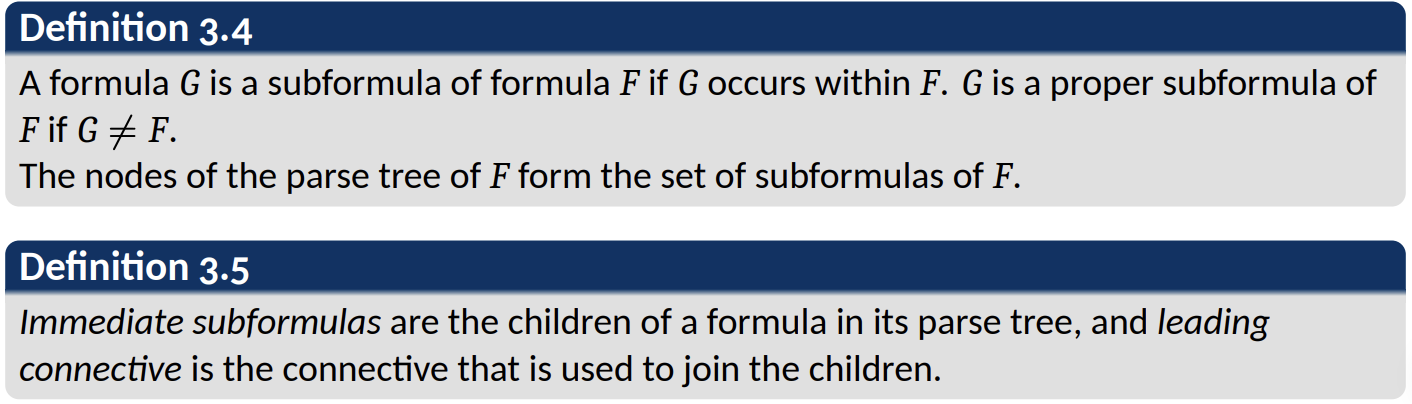 Definition 3.4
A formula G is a subformula of formula F if G occurs within F. G is a proper subformula of
F if G ≠ F.
The nodes of the parse tree of F form the set of subformulas of F.
Definition 3.5
Immediate subformulas are the children of a formula in its parse tree, and leading
connective is the connective that is used to join the children.